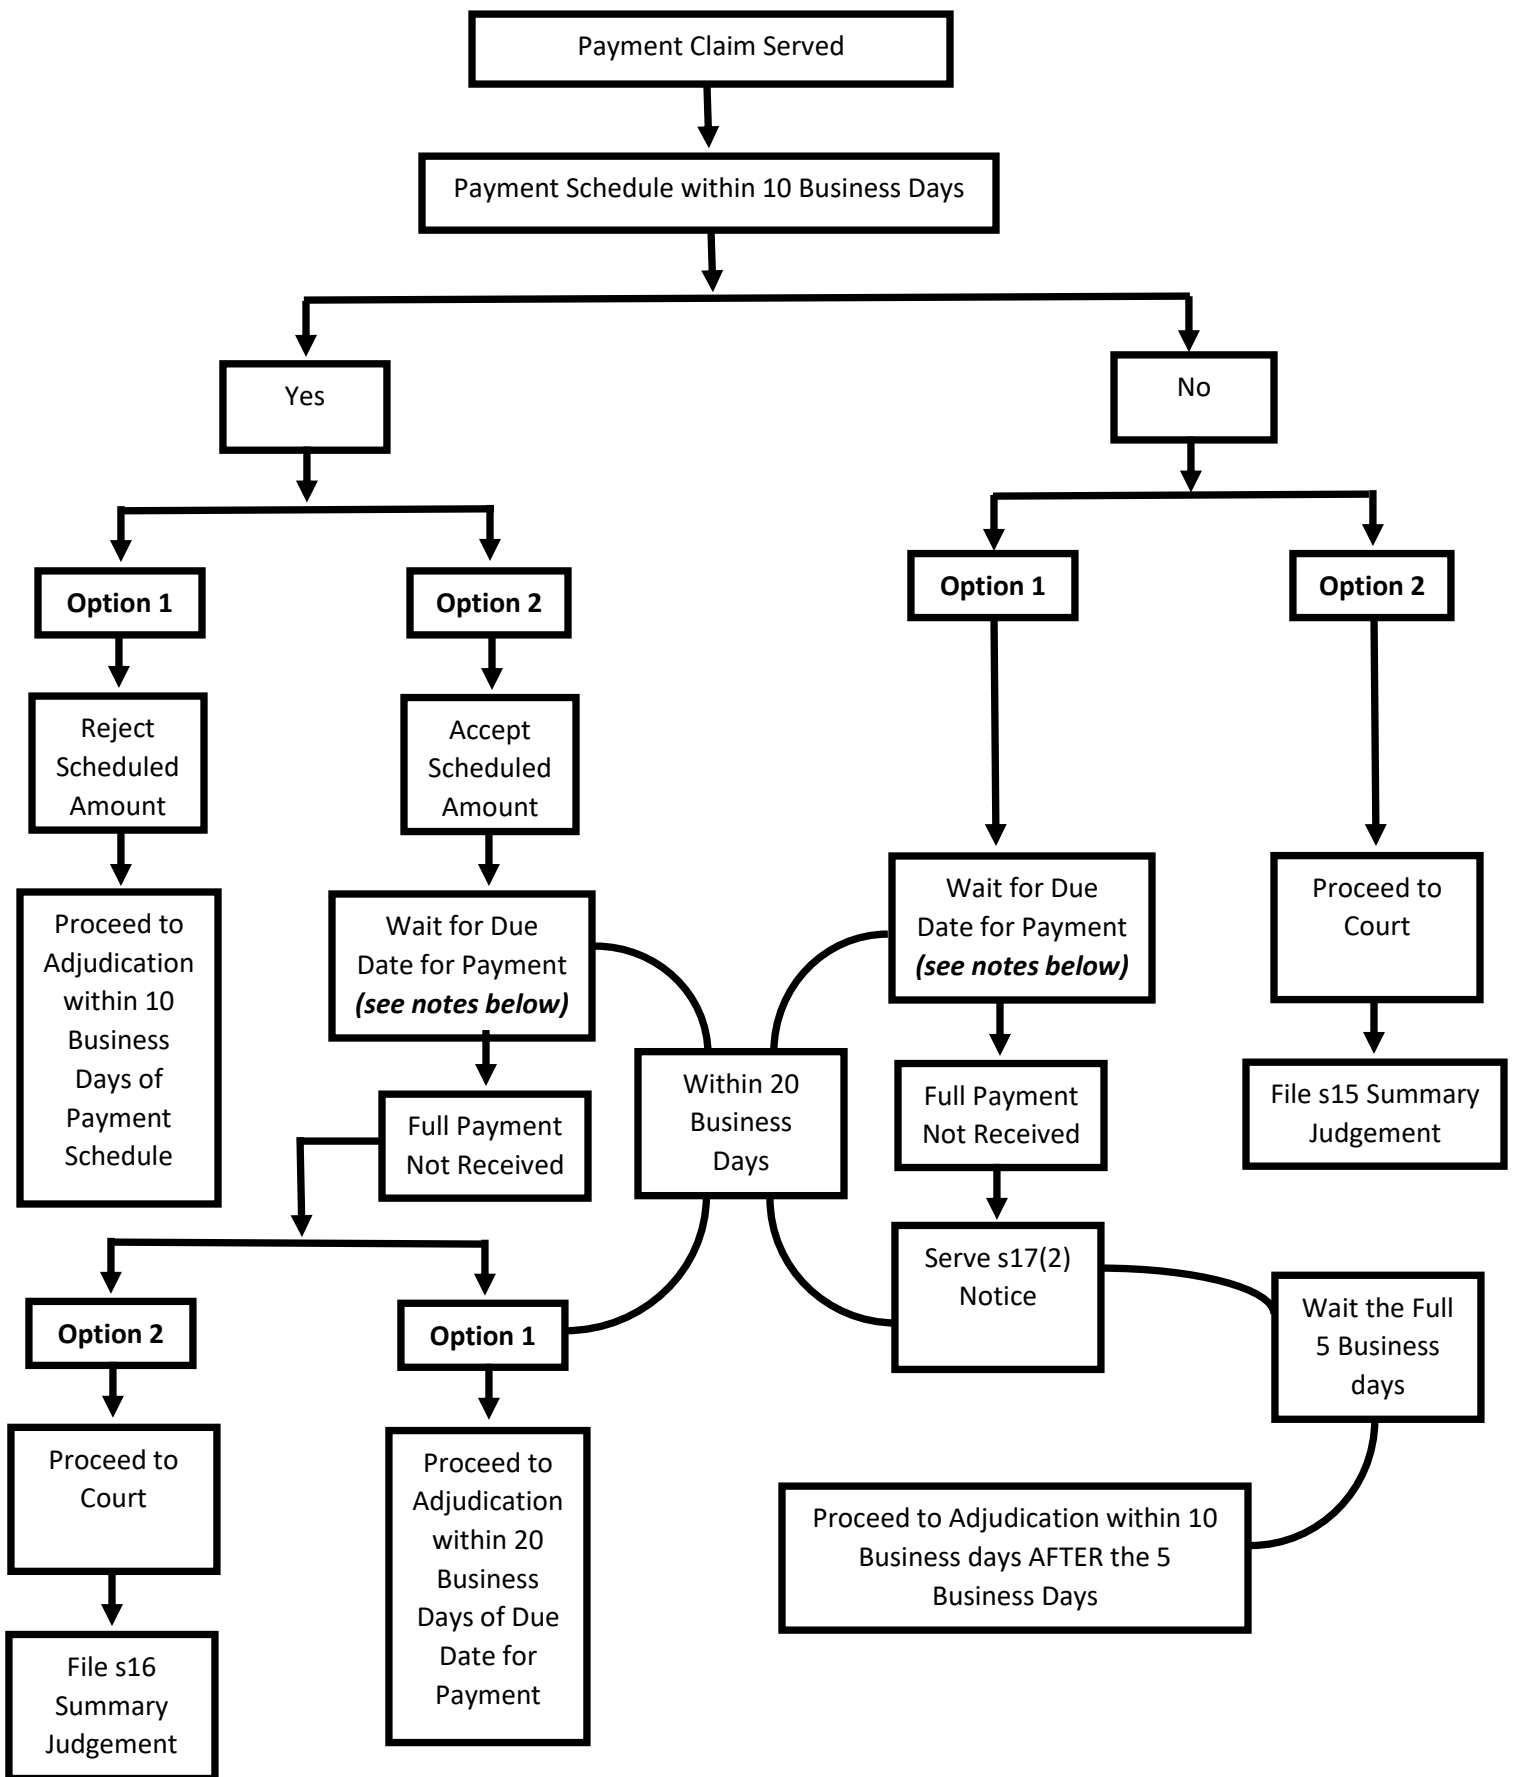 Payment Claim Served
Payment Schedule within 10 Business Days
Yes
No
Option 1
Option 2
Option 1
Option 2
Reject
Scheduled
Amount
Accept
Scheduled
Amount
Wait for Due
Date for Payment
(see notes below)
Proceed to
Court
Proceed to
Adjudication
within 10
Business
Days of
Payment
Schedule
Wait for Due
Date for Payment
(see notes below)
Within 20
Business
Days
Full Payment
Not Received
File s15 Summary
Judgement
Full Payment
Not Received
Serve s17(2)
Notice
Wait the Full
5 Business
days
Option 2
Option 1
Proceed to
Court
Proceed to
Adjudication
within 20
Business
Days of Due
Date for
Payment
Proceed to Adjudication within 10
Business days AFTER the 5
Business Days
File s16
Summary
Judgement